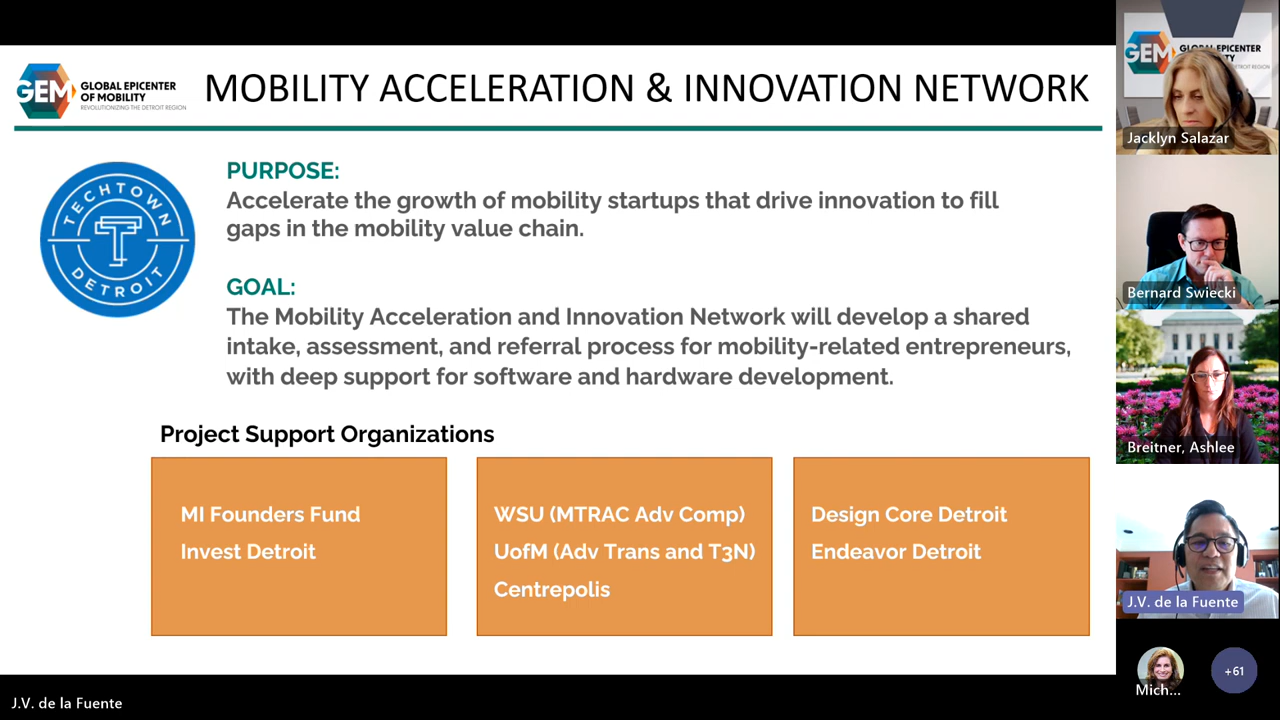 GEM
GLOBAL EPICENTER
OF MOBILITY
REVOLUTIONIZING THE DETROIT REGION
MOBILITY ACCELERATION & INNOVATION NETWORK
TECHTOWN
T
DETROIT
PURPOSE:
Accelerate the growth of mobility startups that drive innovation to fill
gaps in the mobility value chain.
GOAL:
The Mobility Acceleration and Innovation Network will develop a shared
intake, assessment, and referral process for mobility-related entrepreneurs,
with deep support for software and hardware development.
Project Support Organizations
MI Founders Fund
Invest Detroit
WSU (MTRAC Adv Comp)
UofM (Adv Trans and T3N)
Centrepolis
Design Core Detroit
Endeavor Detroit
GEM
Jacklyn Salazar
Bernard Swiecki
Breitner, Ashlee
J.V. de la Fuente
Mich...
+61
J.V. de la Fuente